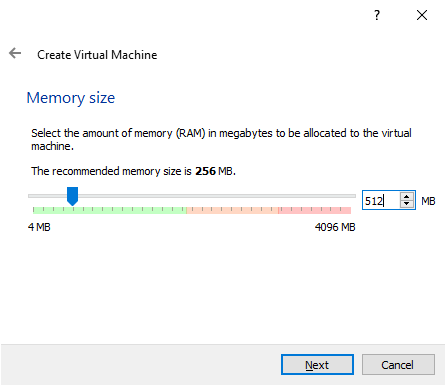 ?
Create Virtual Machine
Memory size
Select the amount of memory (RAM) in megabytes to be allocated to the virtual
machine.
The recommended memory size is 256 MB.
512 MB
4 MB 4096 MB
Next Cancel